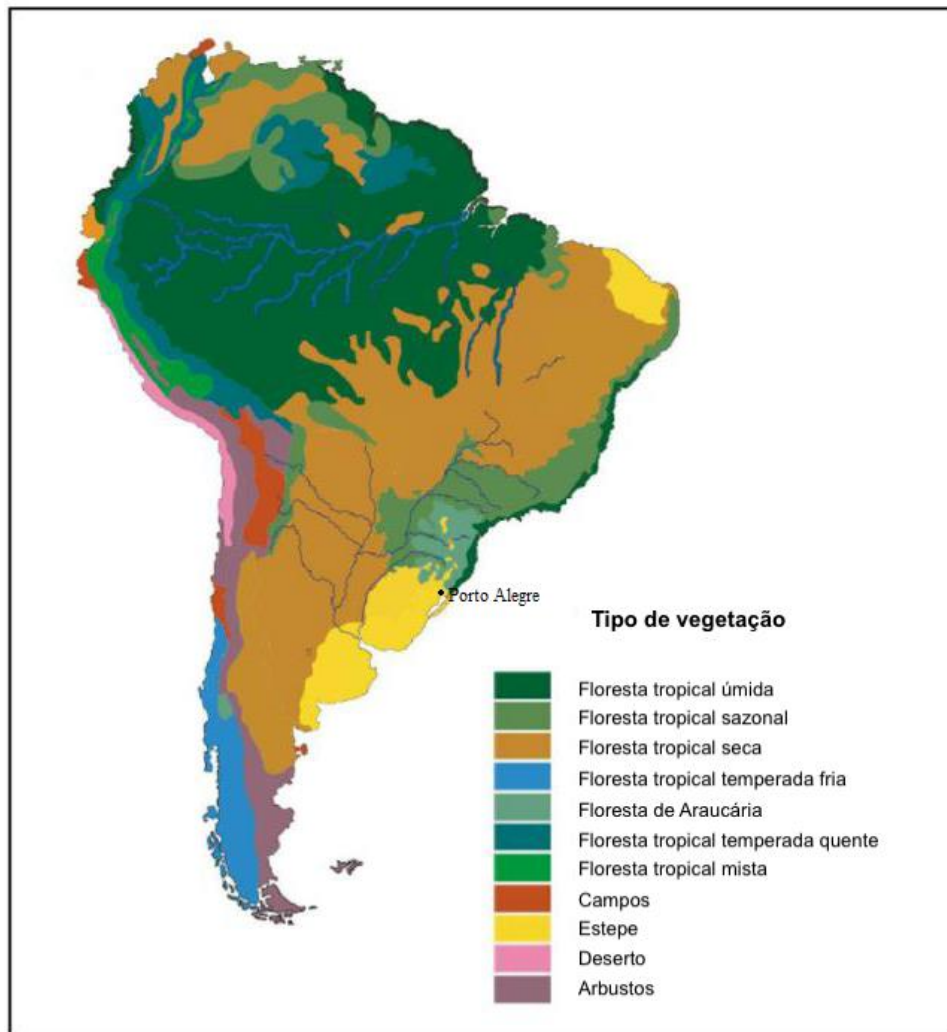 Porto Alegre
Tipo de vegetação
Floresta tropical úmida
Floresta tropical sazonal
Floresta tropical seca
Floresta tropical temperada fria
Floresta de Araucária
Floresta tropical temperada quente
Floresta tropical mista
Campos
Estepe
Deserto
Arbustos